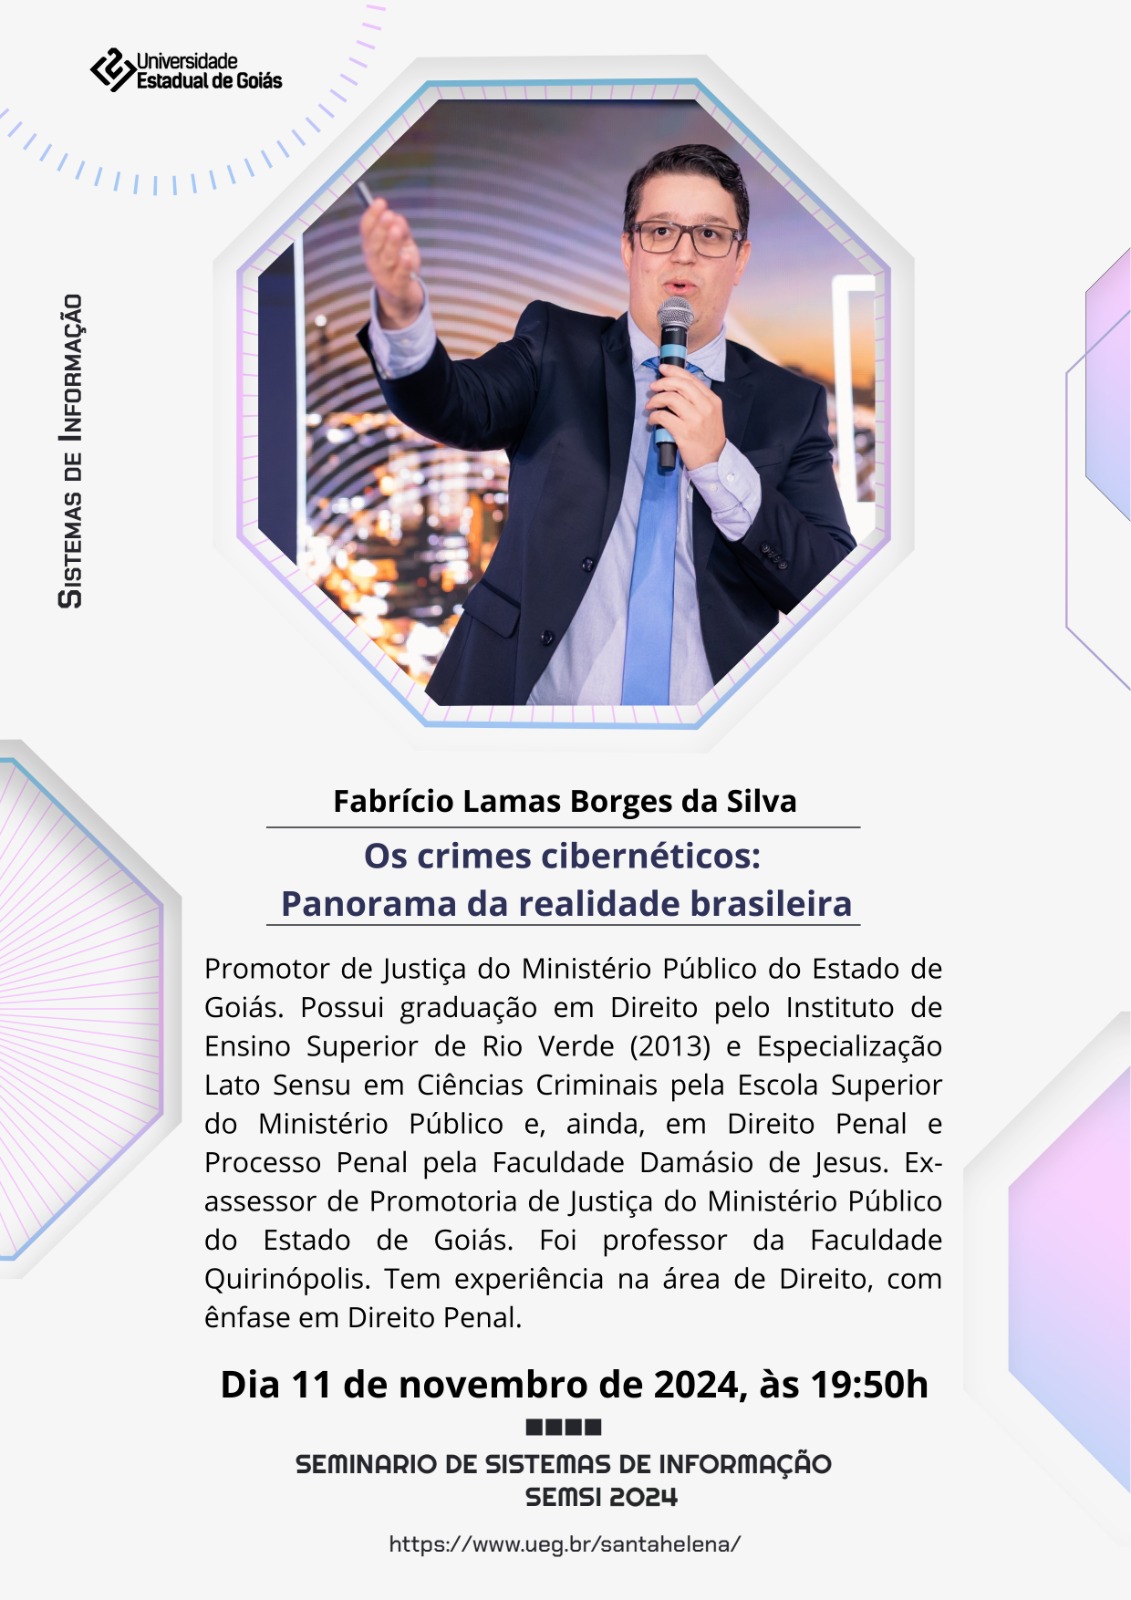 Universidade
Estadual de Goiás
Sistemas de Informação
Fabrício Lamas Borges da Silva
Os crimes cibernéticos:
Panorama da realidade brasileira
Promotor de Justiça do Ministério Público do Estado de
Goiás. Possui graduação em Direito pelo Instituto de
Ensino Superior de Rio Verde (2013) e Especialização
Lato Sensu em Ciências Criminais pela Escola Superior
do Ministério Público e, ainda, em Direito Penal e
Processo Penal pela Faculdade Damásio de Jesus. Ex-
assessor de Promotoria de Justiça do Ministério Público
do Estado de Goiás. Foi professor da Faculdade
Quirinópolis. Tem experiência na área de Direito, com
ênfase em Direito Penal.
Dia 11 de novembro de 2024, às 19:50h
SEMINARIO DE SISTEMAS DE INFORMAÇÃO
SEMSI 2024
https://www.ueg.br/santahelena/